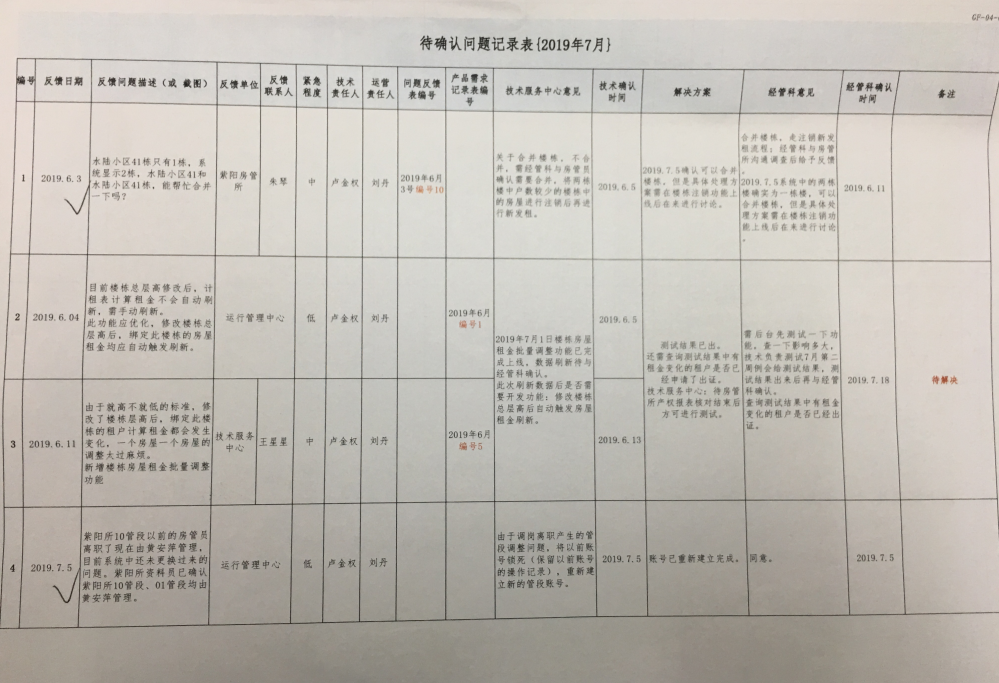 GF-04-
待确认问题记录表{2019年7月}
编号
反馈日期
反馈问题描述（或 截图）
反馈单位
反馈
联系人
紧急
程度
技术
责任人
运营
责任人
问题反馈
表编号
产品需求
记录表编
号
技术服务中心意见
技术确认
时间
解决方案
经管科意见
经管科确认
时间
备注
1
2019.6.3
水陆小区41栋只有1栋，系
统显示2栋，水陆小区41和
水陆小区41栋，能帮忙合并
一下吗？
紫阳房管
所
朱琴
中
卢金权
刘丹
2019年6月
3号编号10
关于合并楼栋，不合
并，需经管科与房管员
确认需要合并，将两栋
楼中户数较少的楼栋中
的房屋进行注销后再进
行新发租。
2019.6.5
2019.7.5确认可以合并
楼栋，但是具体处理方
案需在楼栋注销功能上
线后在来进行讨论。
合并楼栋，走注销新发
租流程；经管科与房管
所沟通调查后给予反馈
。
2019.7.5系统中的两栋
楼确实为一栋楼，可以
合并楼栋，但是具体处
理方案需在楼栋注销功
能上线后在来进行讨论
。
2019.6.11
2
2019.6.04
目前楼栋总层高修改后，计
租表计算租金不会自动刷
新，需手动刷新。
此功能应优化，修改楼栋总
层高后，绑定此楼栋的房屋
租金均应自动触发刷新。
运行管理中心
低
卢金权
刘丹
2019年6月
编号1
2019年7月1日楼栋房屋
租金批量调整功能已完
成上线，数据刷新待与
经管科确认。
此次刷新数据后是否需
要开发功能：修改楼栋
总层高后自动触发房屋
租金刷新。
2019.6.5
测试结果已出。
还需查询测试结果中有
租金变化的租户是否已
经申请了出证。
技术服务中心：待房管
所产权报表核对结束后
方可进行测试。
需后台先测试一下功
能，查一下影响多大，
技术负责测试7月第二
周例会给测试结果，测
试结果出来后再与经管
科确认。
查询测试结果中有租金
变化的租户是否已经出
证。
2019.7.18
待解决
3
2019.6.11
由于就高不就低的标准，修
改了楼栋层高后，绑定此楼
栋的租户计算租金都会发生
变化，一个房屋一个房屋的
调整太过麻烦。
新增楼栋房屋租金批量调整
功能
技术服务
中心
王星星
中
卢金权
刘丹
2019年6月
编号5
2019.6.13
4
2019.7.5
紫阳所10管段以前的房管员
离职了现在由黄安萍管理，
目前系统中还未更换过来的
问题，紫阳所资料员已确认
紫阳所10管段、01管段均由
黄安萍管理。
运行管理中心
低
卢金权
刘丹
由于调岗离职产生的管
段调整问题，将以前账
号锁死（保留以前账号
的操作记录），重新建
立新的管段账号。
2019.7.5
账号已重新建立完成。
同意。
2019.7.5